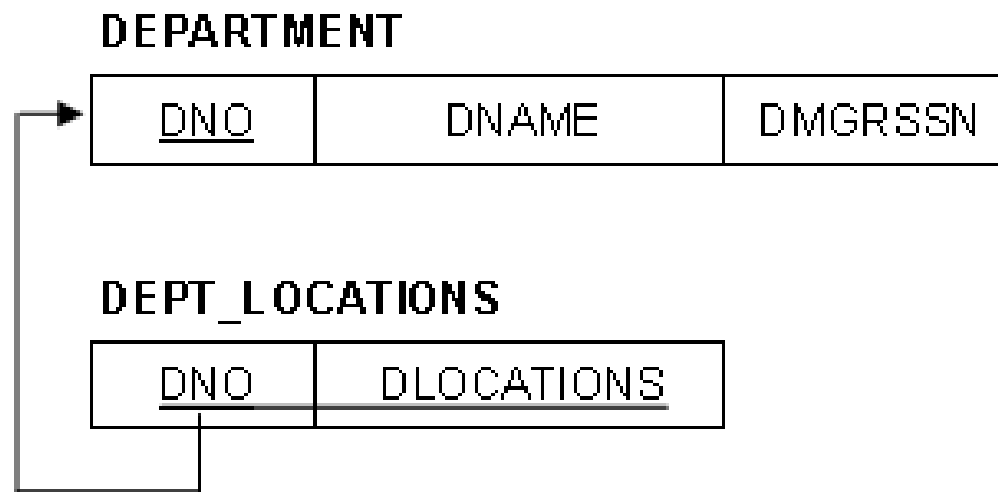 DEPARTMENT
DNO DNAME DMGRSSN
DEPT_LOCATIONS
DNO DLOCATIONS